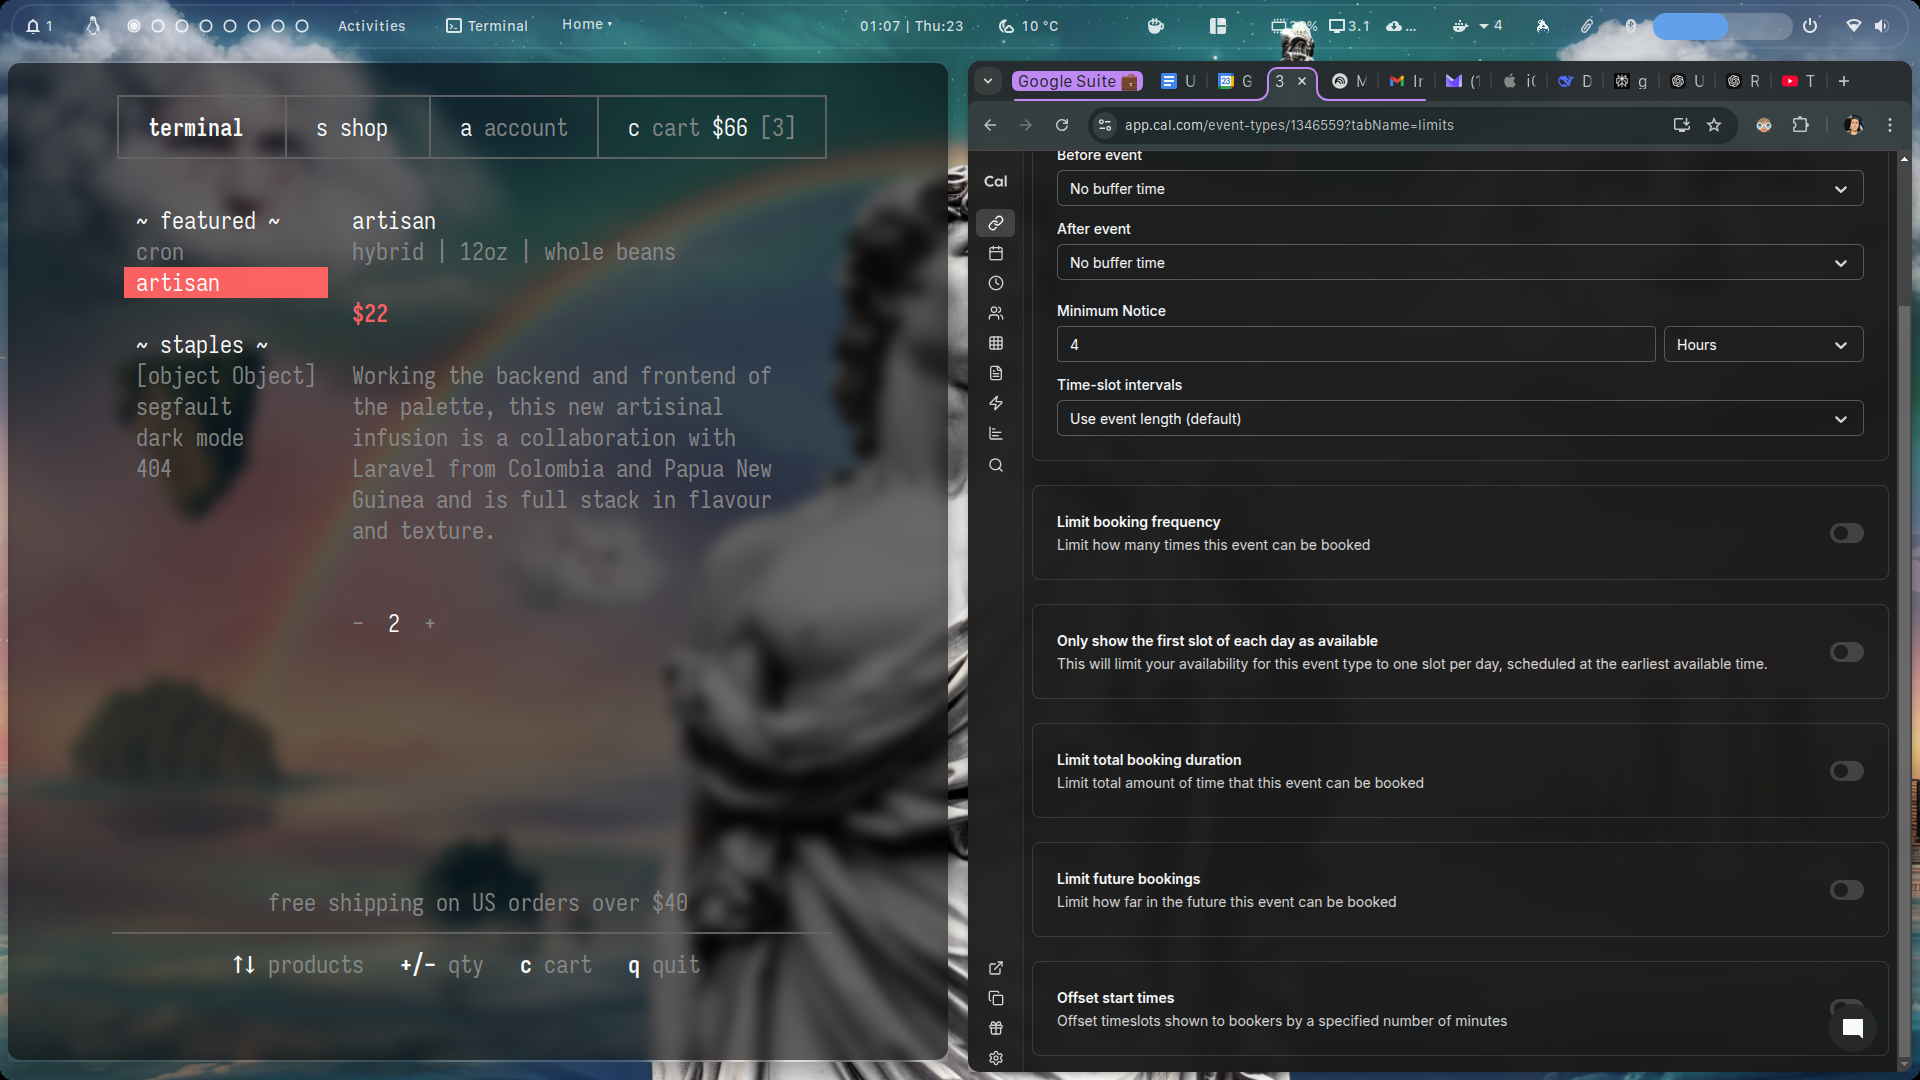 1
Activities
Terminal
Home
01:07 | Thu:23
10 °C
3.1
...
4
terminal
s shop
a account
c cart $66 [3]
~ featured ~
cron
artisan
~ staples ~
[object Object]
segfault
dark mode
404
artisan
hybrid | 12oz | whole beans
$22
Working the backend and frontend of
the palette, this new artisinal
infusion is a collaboration with
Laravel from Colombia and Papua New
Guinea and is full stack in flavour
and texture.
- 2 +
free shipping on US orders over $40
↑↓ products +/- qty c cart q quit
Google Suite
U
G
3
M
Ir
(1
iC
D
g
U
R
T
app.cal.com/event-types/1346559?tabName=limits
Cal
Before event
No buffer time
After event
No buffer time
Minimum Notice
4
Hours
Time-slot intervals
Use event length (default)
Limit booking frequency
Limit how many times this event can be booked
Only show the first slot of each day as available
This will limit your availability for this event type to one slot per day, scheduled at the earliest available time.
Limit total booking duration
Limit total amount of time that this event can be booked
Limit future bookings
Limit how far in the future this event can be booked
Offset start times
Offset timeslots shown to bookers by a specified number of minutes